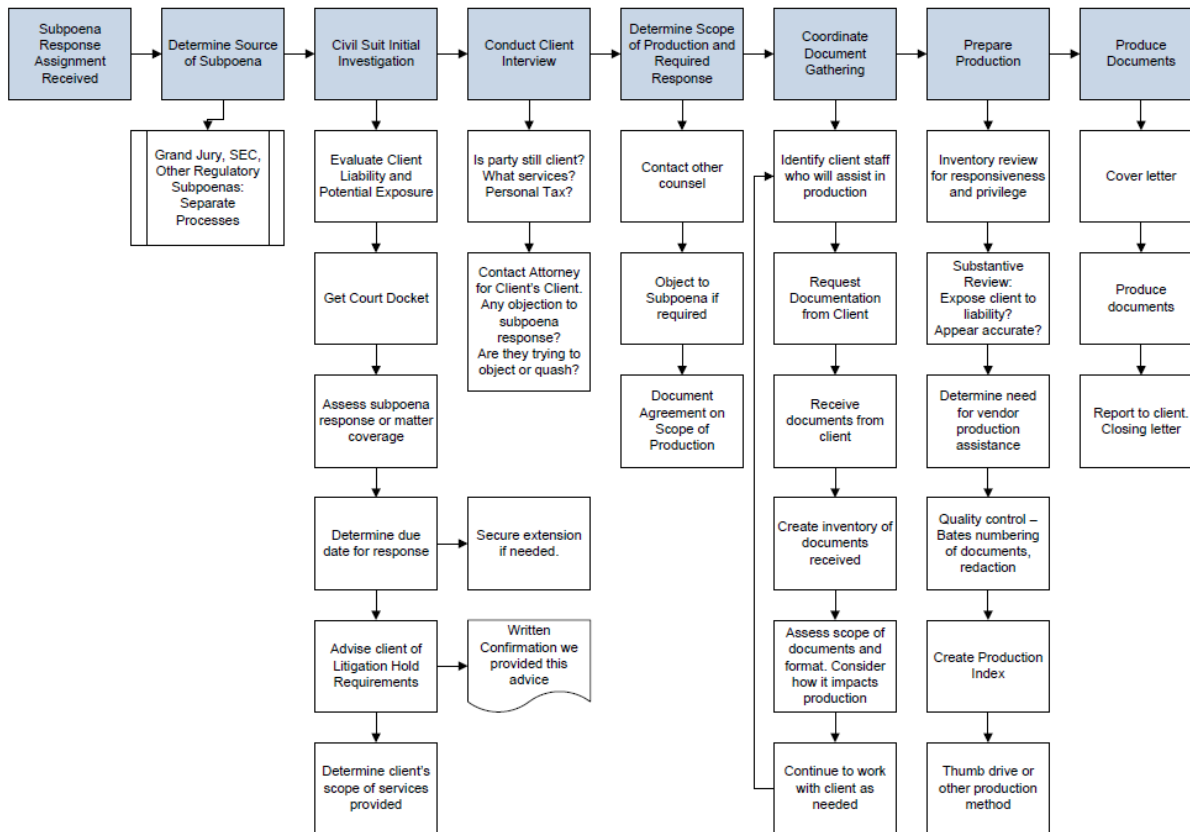 Subpoena
Response
Assignment
Received
Determine Source
of Subpoena
Civil Suit Initial
Investigation
Conduct Client
Interview
Determine Scope
of Production and
Required
Response
Coordinate
Document
Gathering
Prepare
Production
Produce
Documents
Grand Jury, SEC,
Other Regulatory
Subpoenas:
Separate
Processes
Evaluate Client
Liability and
Potential Exposure
Get Court Docket
Assess subpoena
response or matter
coverage
Determine due
date for response
Advise client of
Litigation Hold
Requirements
Determine client's
scope of services
provided
Is party still client?
What services?
Personal Tax?
Contact Attorney
for Client's Client.
Any objection to
subpoena
response?
Are they trying to
object or quash?
Secure extension
if needed.
Written
Confirmation we
provided this
advice
Contact other
counsel
Object to
Subpoena if
required
Document
Agreement on
Scope of
Production
Identify client staff
who will assist in
production
Request
Documentation
from Client
Receive
documents from
client
Create inventory of
documents
received
Assess scope of
documents and
format. Consider
how it impacts
production
Continue to work
with client as
needed
Inventory review
for responsiveness
and privilege
Substantive
Review:
Expose client to
liability?
Appear accurate?
Determine need
for vendor
production
assistance
Quality control –
Bates numbering
of documents,
redaction
Create Production
Index
Thumb drive or
other production
method
Cover letter
Produce
documents
Report to client.
Closing letter